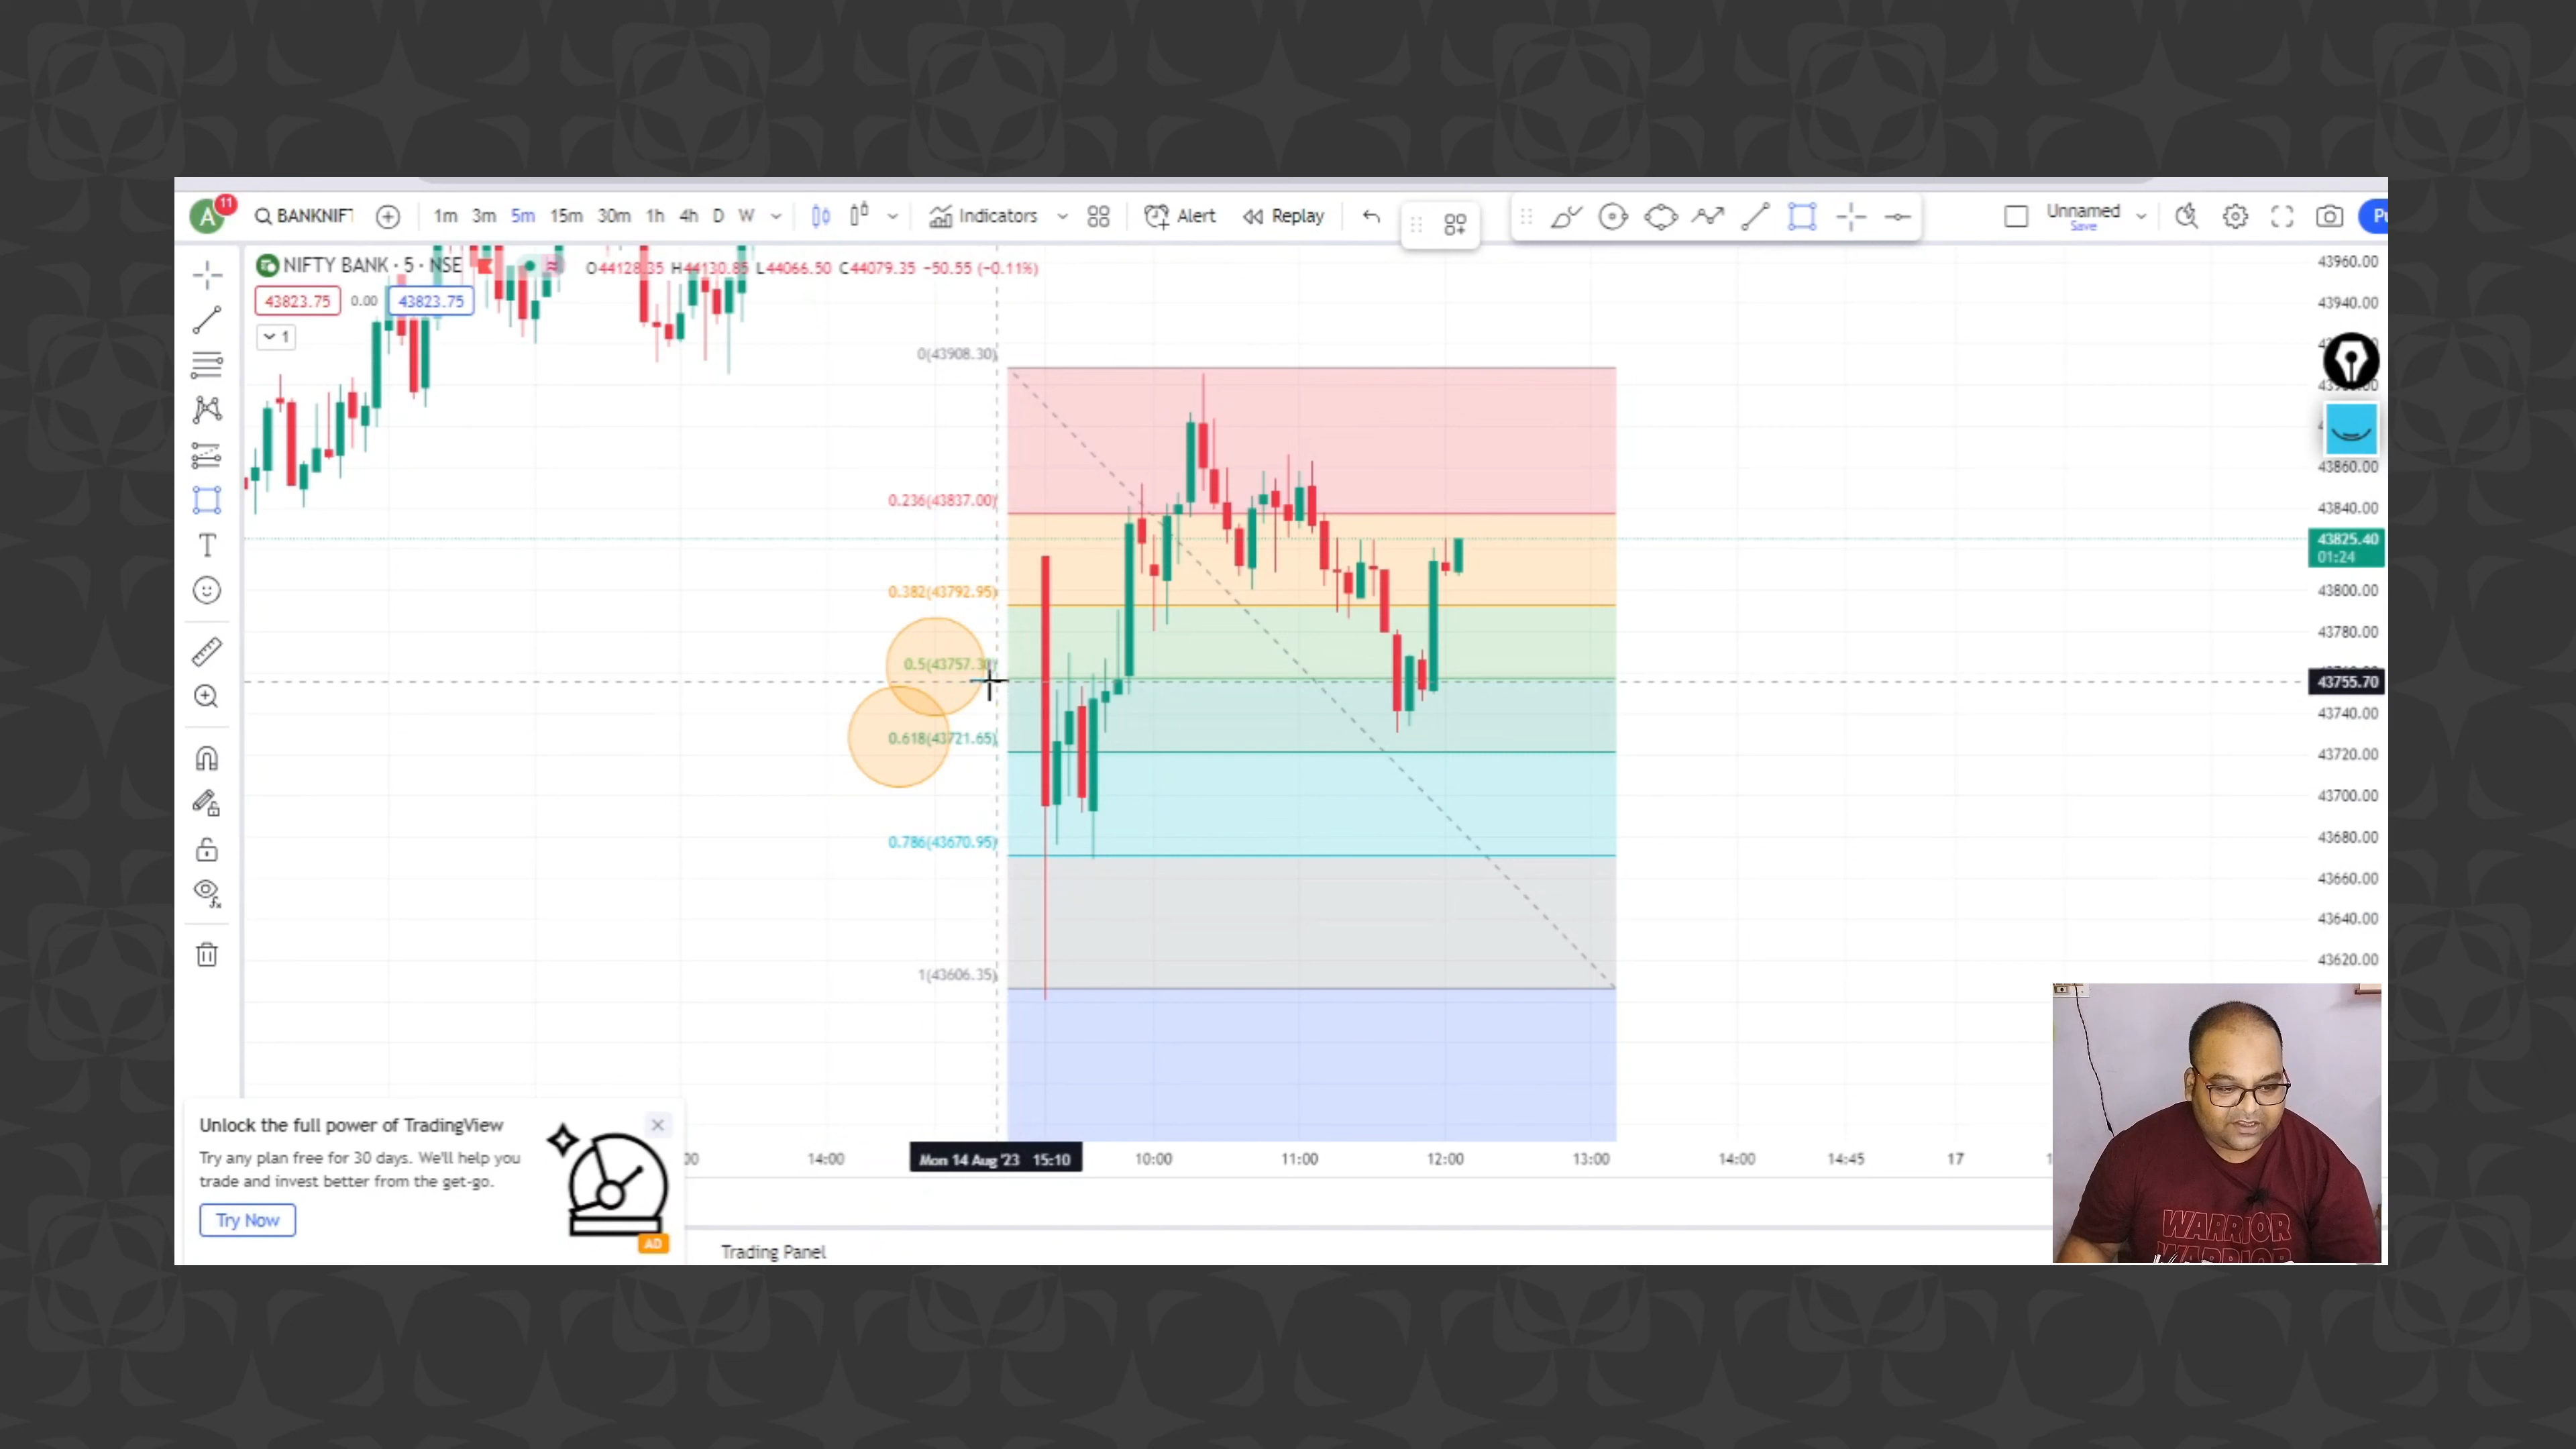 A
11
BANKNIFT
1m 3m 5m 15m 30m 1h 4h D W
Indicators
Alert
Replay
Unnamed
Save
NIFTY BANK · 5 · NSE
O44128.35 H44130.85 L44066.50 C44079.35 −50.55 (−0.11%)
43823.75 0.00 43823.75
1
T
0(43908.30)
0.236(43837.00)
0.382(43792.95)
0.5(43757.30)
0.618(43721.65)
0.786(43670.95)
1(43606.35)
43960.00
43940.00
43860.00
43840.00
43825.40
01:24
43800.00
43780.00
43755.70
43740.00
43720.00
43700.00
43680.00
43660.00
43640.00
43620.00
14:00
Mon 14 Aug '23 15:10
10:00 11:00 12:00 13:00 14:00 14:45 17
Unlock the full power of TradingView
Try any plan free for 30 days. We'll help you
trade and invest better from the get-go.
Try Now
AD
Trading Panel
WARRIOR
WARRIOR